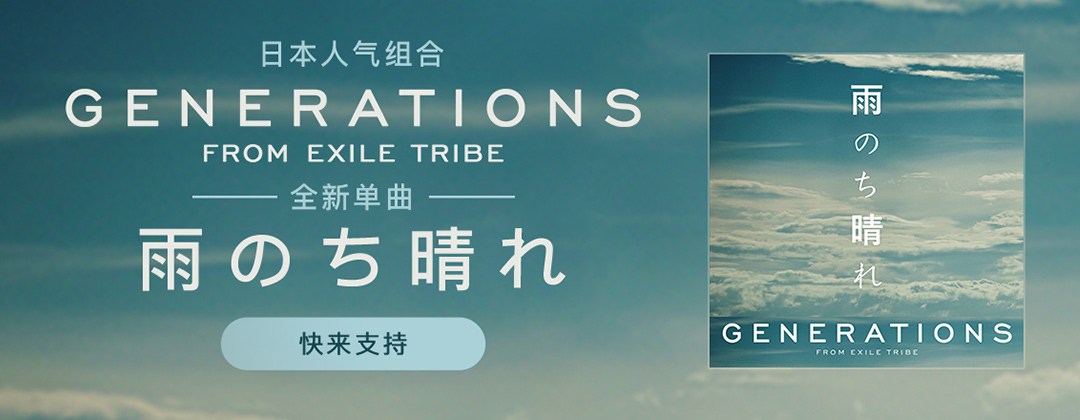 日本人气组合
GENERATIONS
FROM EXILE TRIBE
全新单曲
雨のち晴れ
快来支持
雨のち晴れ
GENERATIONS
FROM EXILE TRIBE